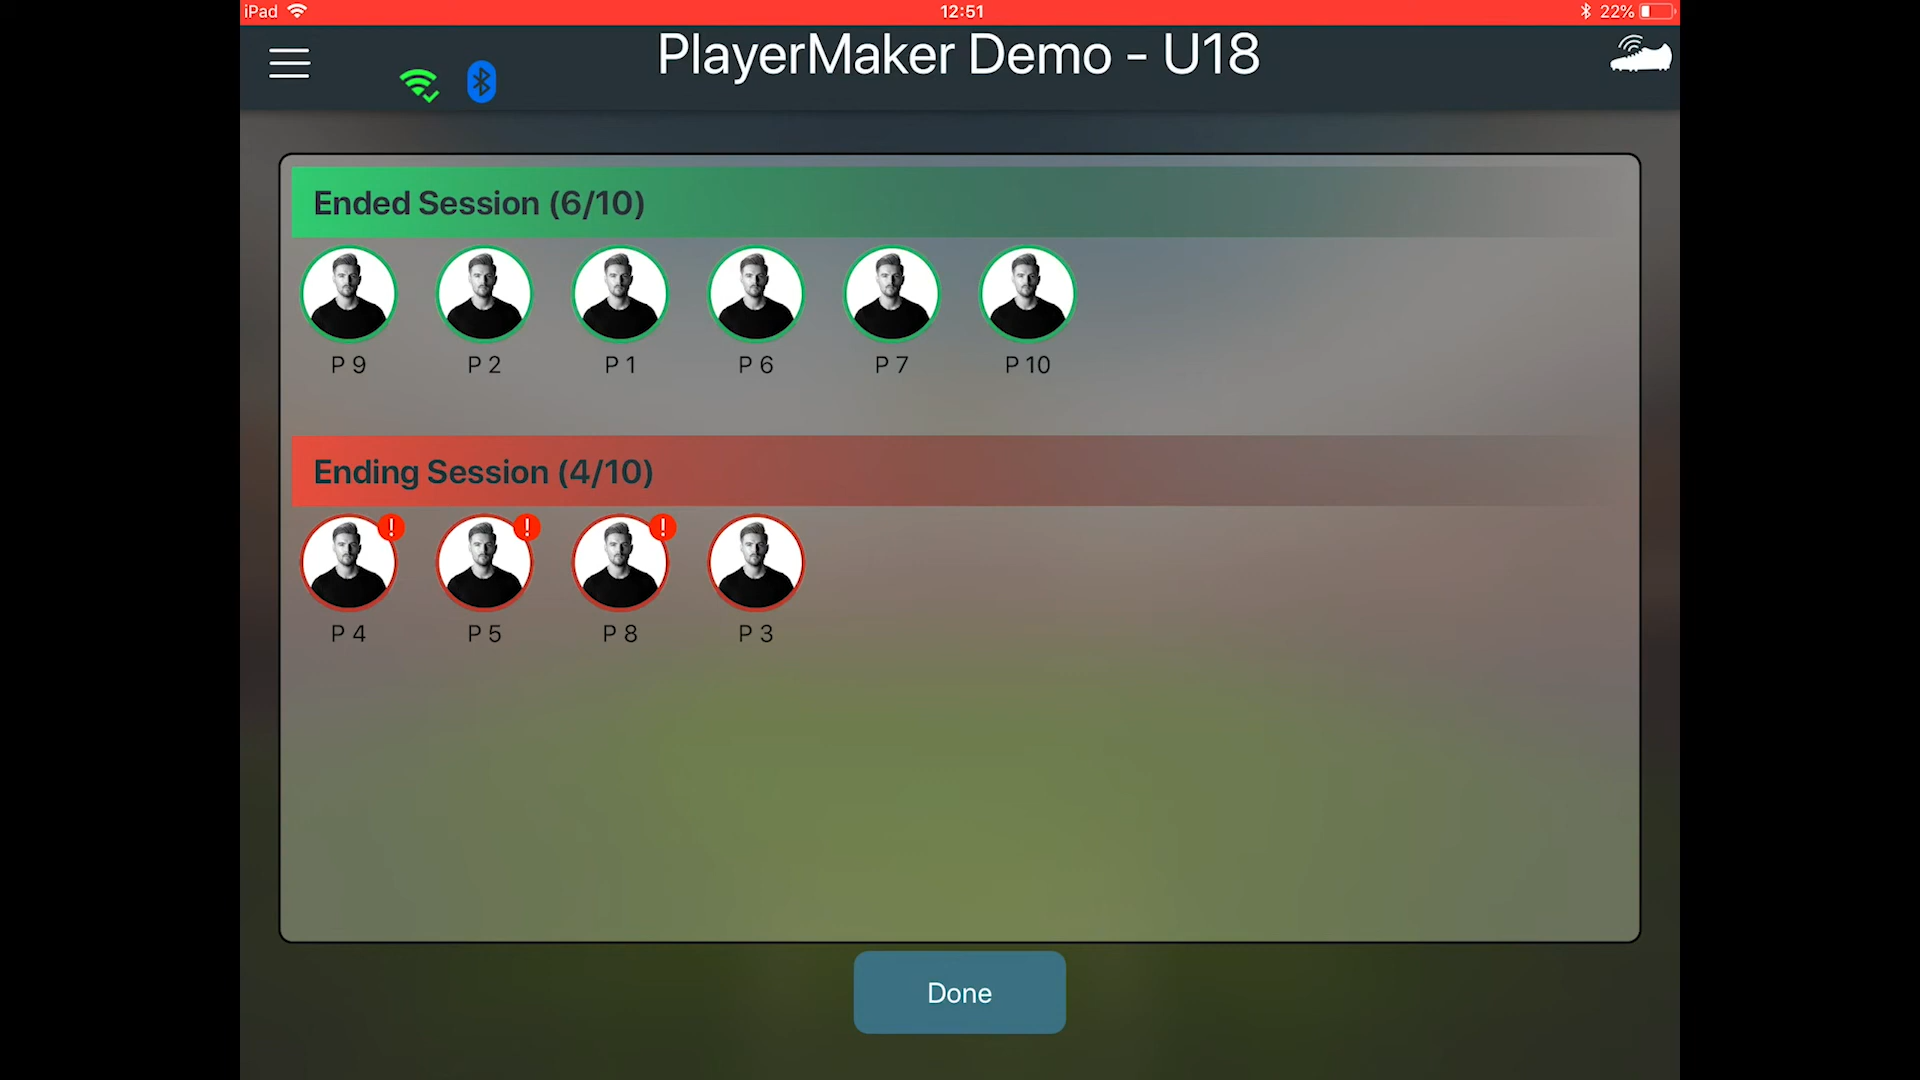 iPad 12:51 22%
PlayerMaker Demo - U18
Ended Session (6/10)
P 9 P 2 P 1 P 6 P 7 P 10
Ending Session (4/10)
! ! !
P 4 P 5 P 8 P 3
Done